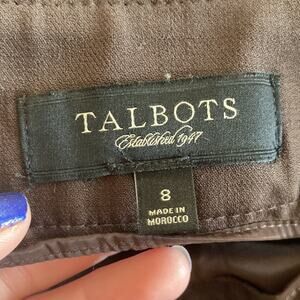 TALBOTS
Established 1947
8
MADE IN
MOROCCO